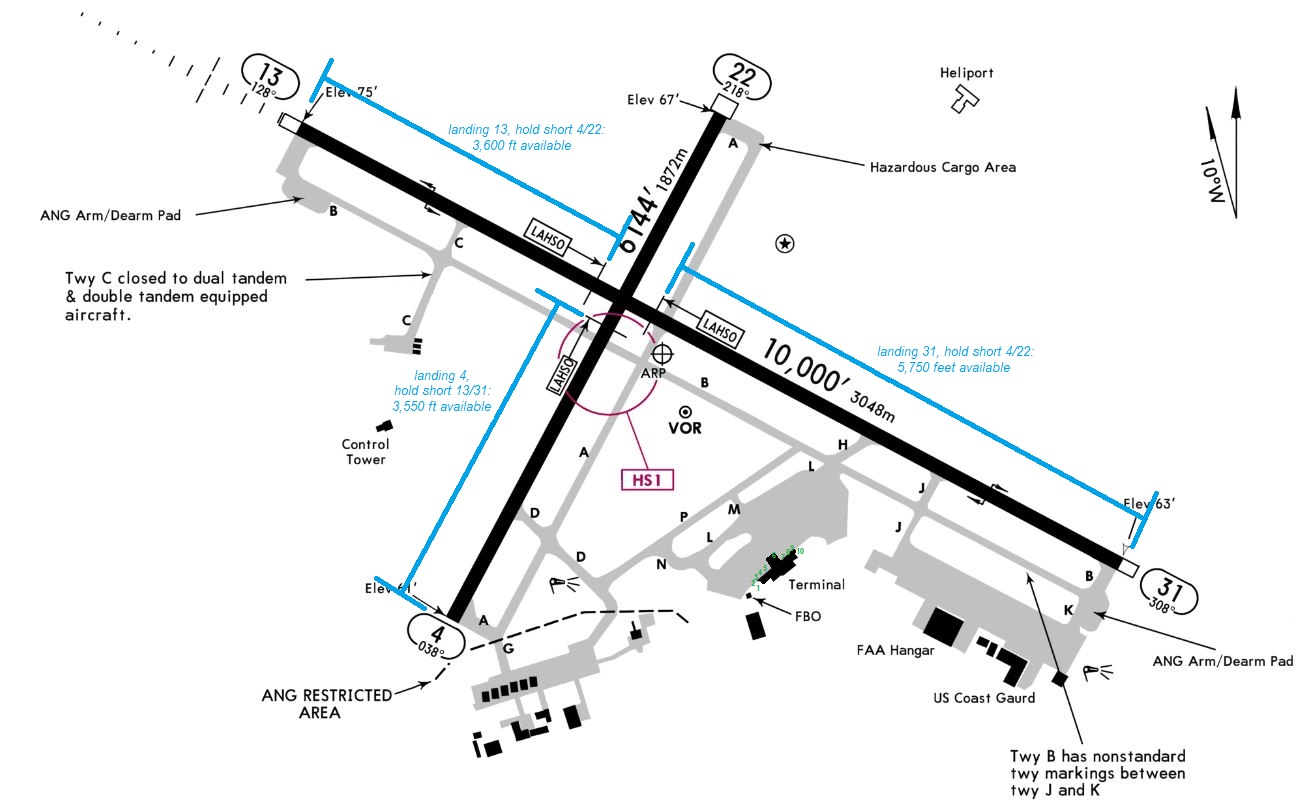 13
128°
Elev 75'
landing 13, hold short 4/22:
3,600 ft available
22
218°
Elev 67'
A
6144' 1872m
Heliport
Hazardous Cargo Area
10°W
ANG Arm/Dearm Pad
B
C
LAHSO
Twy C closed to dual tandem
& double tandem equipped
aircraft.
C
LAHSO
LAHSO
10,000' 3048m
landing 31, hold short 4/22:
5,750 feet available
landing 4,
hold short 13/31:
3,550 ft available
ARP
B
VOR
Control
Tower
A
HS1
H
L
J
Elev 63'
D
P
M
J
L
D
N
10
1
Terminal
B
K
31
308°
Elev 61'
4
038°
A
G
FBO
FAA Hangar
ANG Arm/Dearm Pad
ANG RESTRICTED
AREA
US Coast Gaurd
Twy B has nonstandard
twy markings between
twy J and K